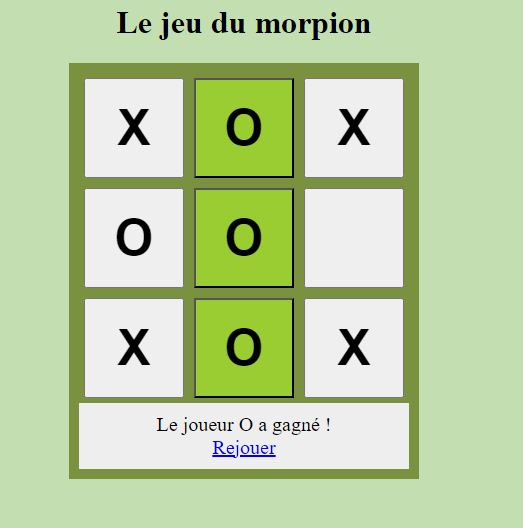 Le jeu du morpion
X O X
O O
X O X
Le joueur O a gagné !
Rejouer